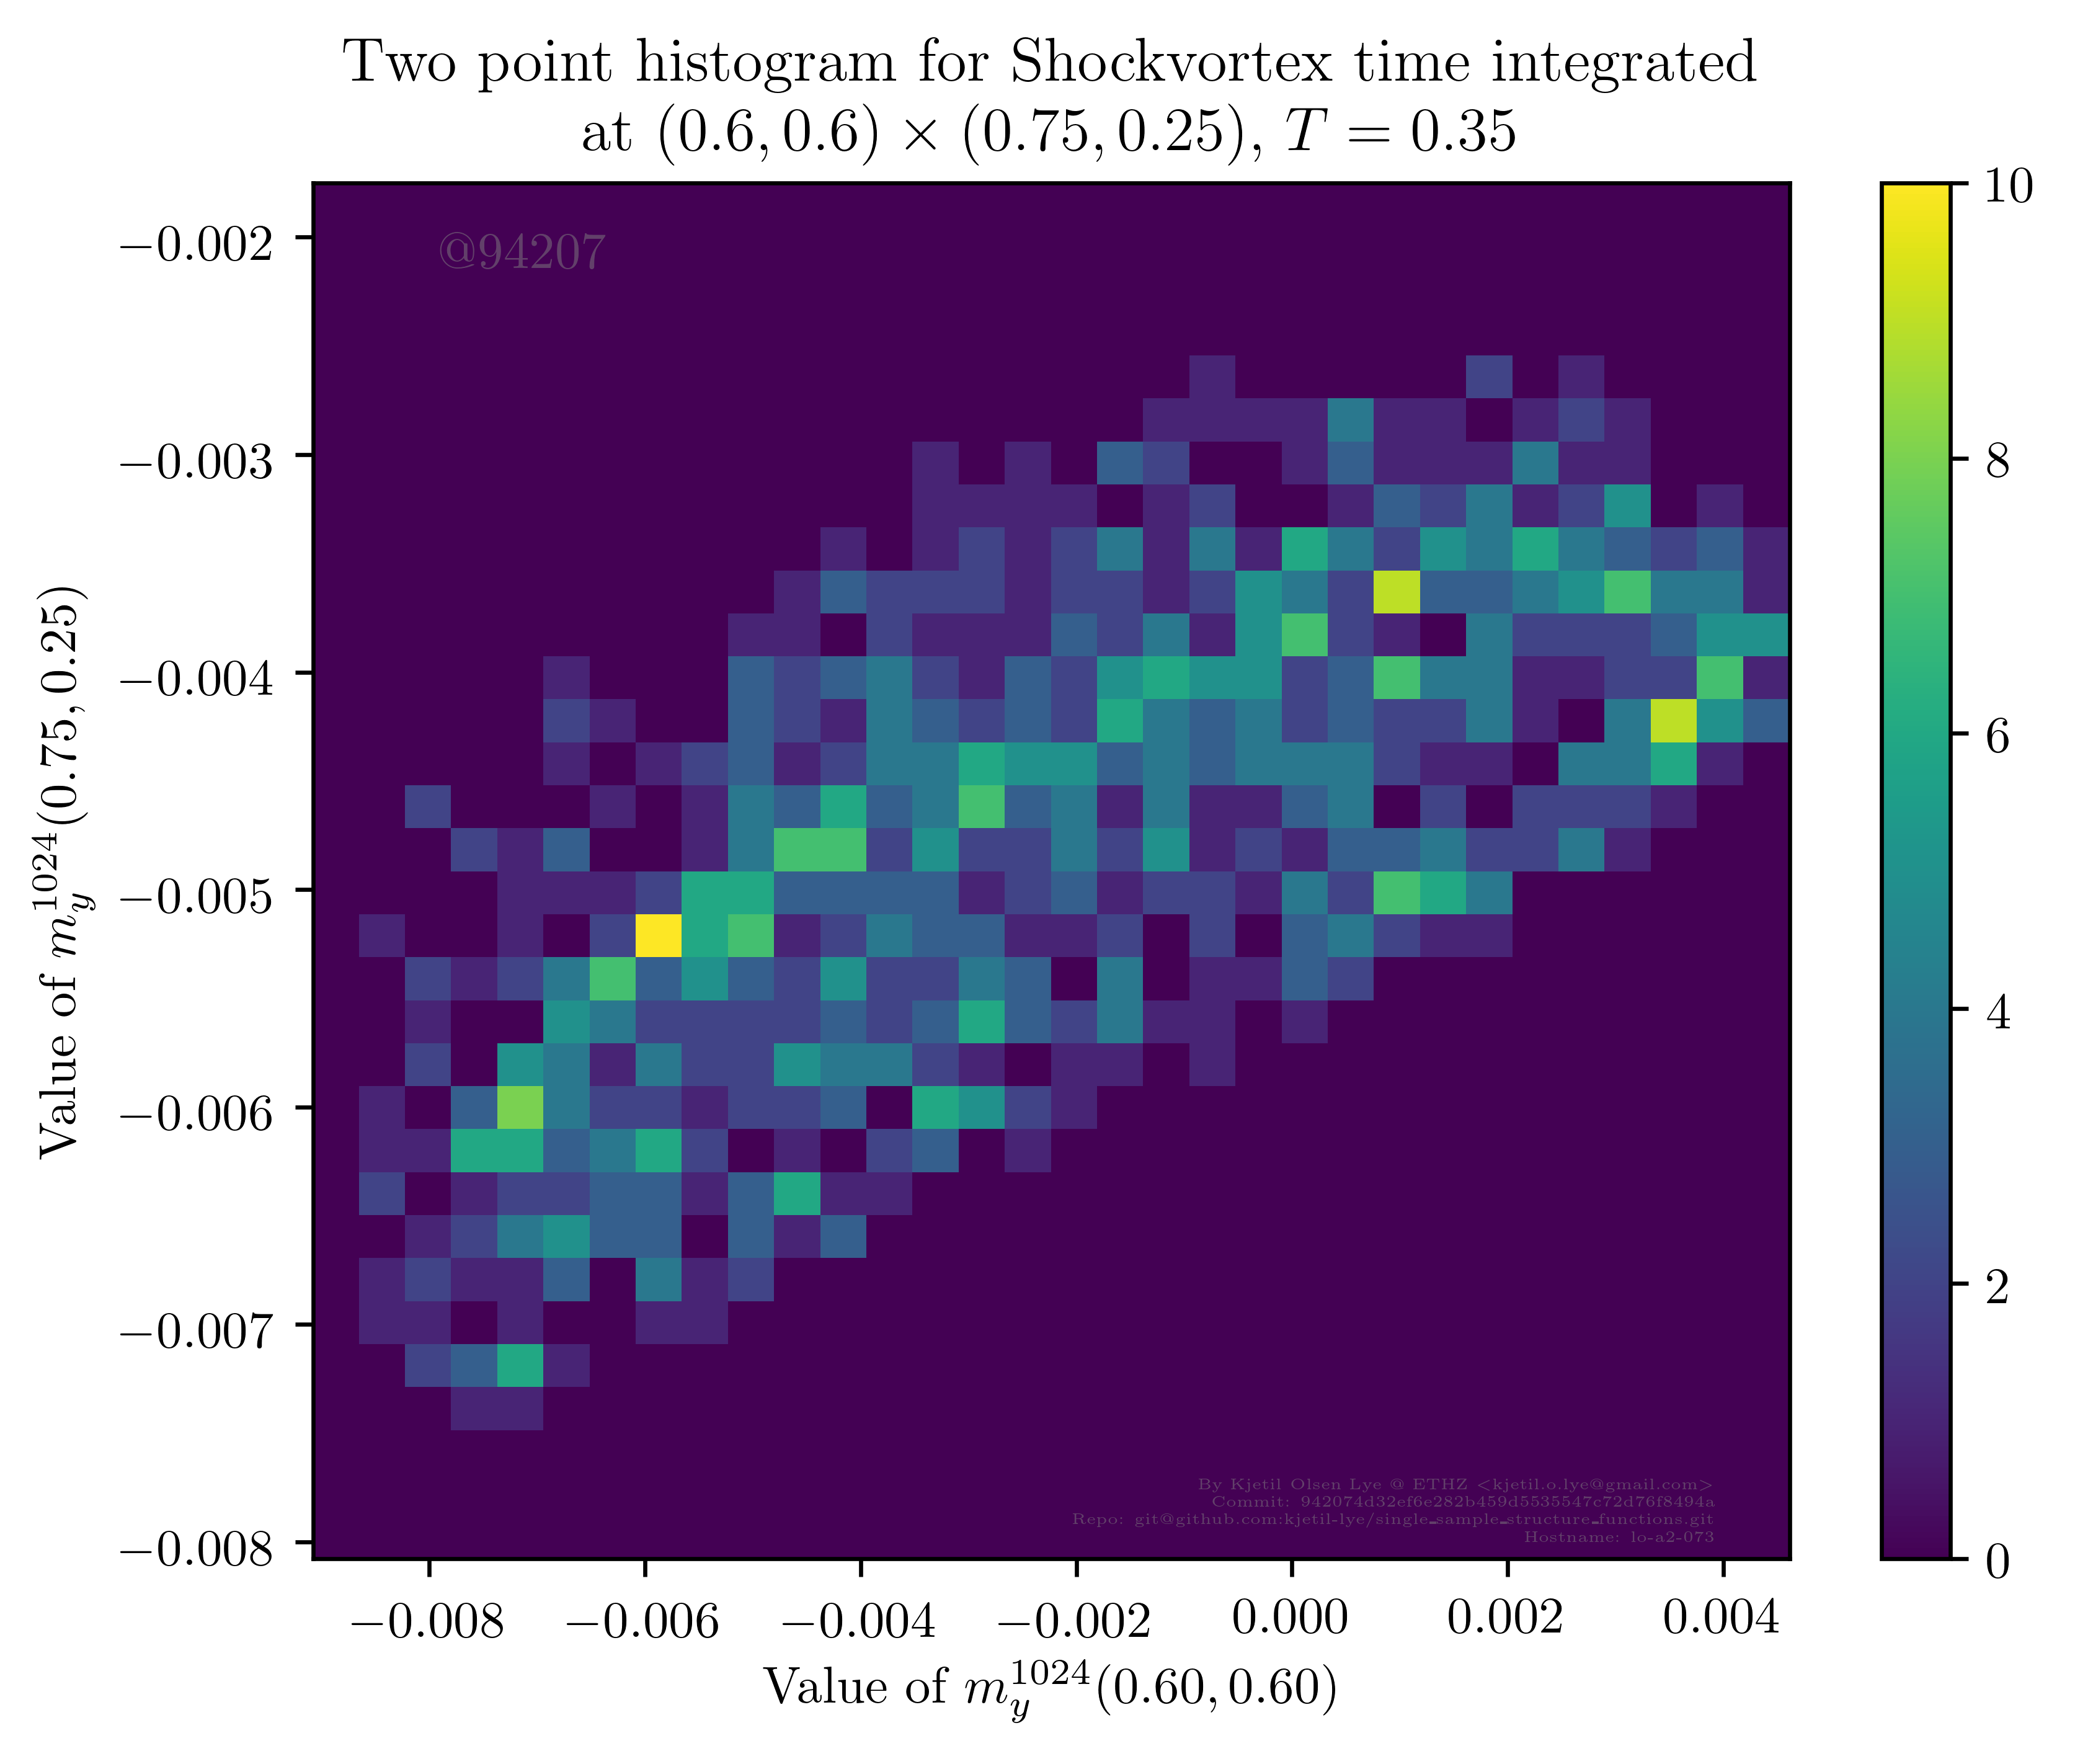 Two point histogram for Shockvortex time integrated
at (0.6, 0.6) × (0.75, 0.25), T = 0.35
@94207
−0.002
−0.003
−0.004
−0.005
−0.006
−0.007
−0.008
Value of m_y^1024(0.75, 0.25)
10
8
6
4
2
0
By Kjetil Olsen Lye @ ETHZ <kjetil.o.lye@gmail.com>
Commit: 942074d32ef6e282b459d5535547c72d76f8494a
Repo: git@github.com:kjetil-lye/single_sample_structure_functions.git
Hostname: lo-a2-073
−0.008 −0.006 −0.004 −0.002 0.000 0.002 0.004
Value of m_y^1024(0.60, 0.60)